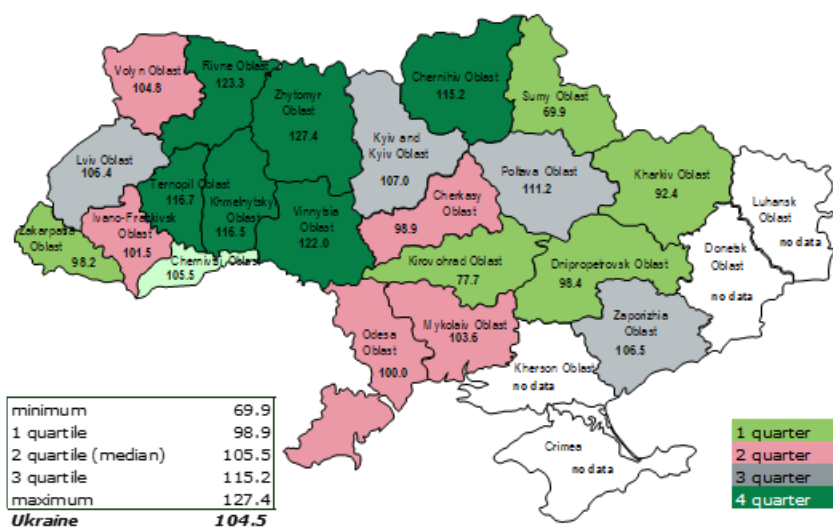 Volyn Oblast
104.8
Rivne Oblast
123.3
Zhytomyr
Oblast
127.4
Chernihiv Oblast
115.2
Sumy Oblast
69.9
Lviv Oblast
106.4
Ternopil Oblast
116.7
Khmelnytsky
Oblast
116.5
Kyiv and
Kyiv Oblast
107.0
Poltava Oblast
111.2
Kharkiv Oblast
92.4
Luhansk
Oblast
no data
Zakarpattia
Oblast
98.2
Ivano-Frankivsk
Oblast
101.5
Chernivtsi Oblast
105.5
Vinnytsia
Oblast
122.0
Cherkasy
Oblast
98.9
Kirovohrad Oblast
77.7
Dnipropetrovsk Oblast
98.4
Donetsk
Oblast
no data
Odesa
Oblast
100.0
Mykolaiv Oblast
103.6
Zaporizhia
Oblast
106.5
Kherson Oblast
no data
Crimea
no data
minimum 69.9
1 quartile 98.9
2 quartile (median) 105.5
3 quartile 115.2
maximum 127.4
Ukraine 104.5
1 quarter
2 quarter
3 quarter
4 quarter